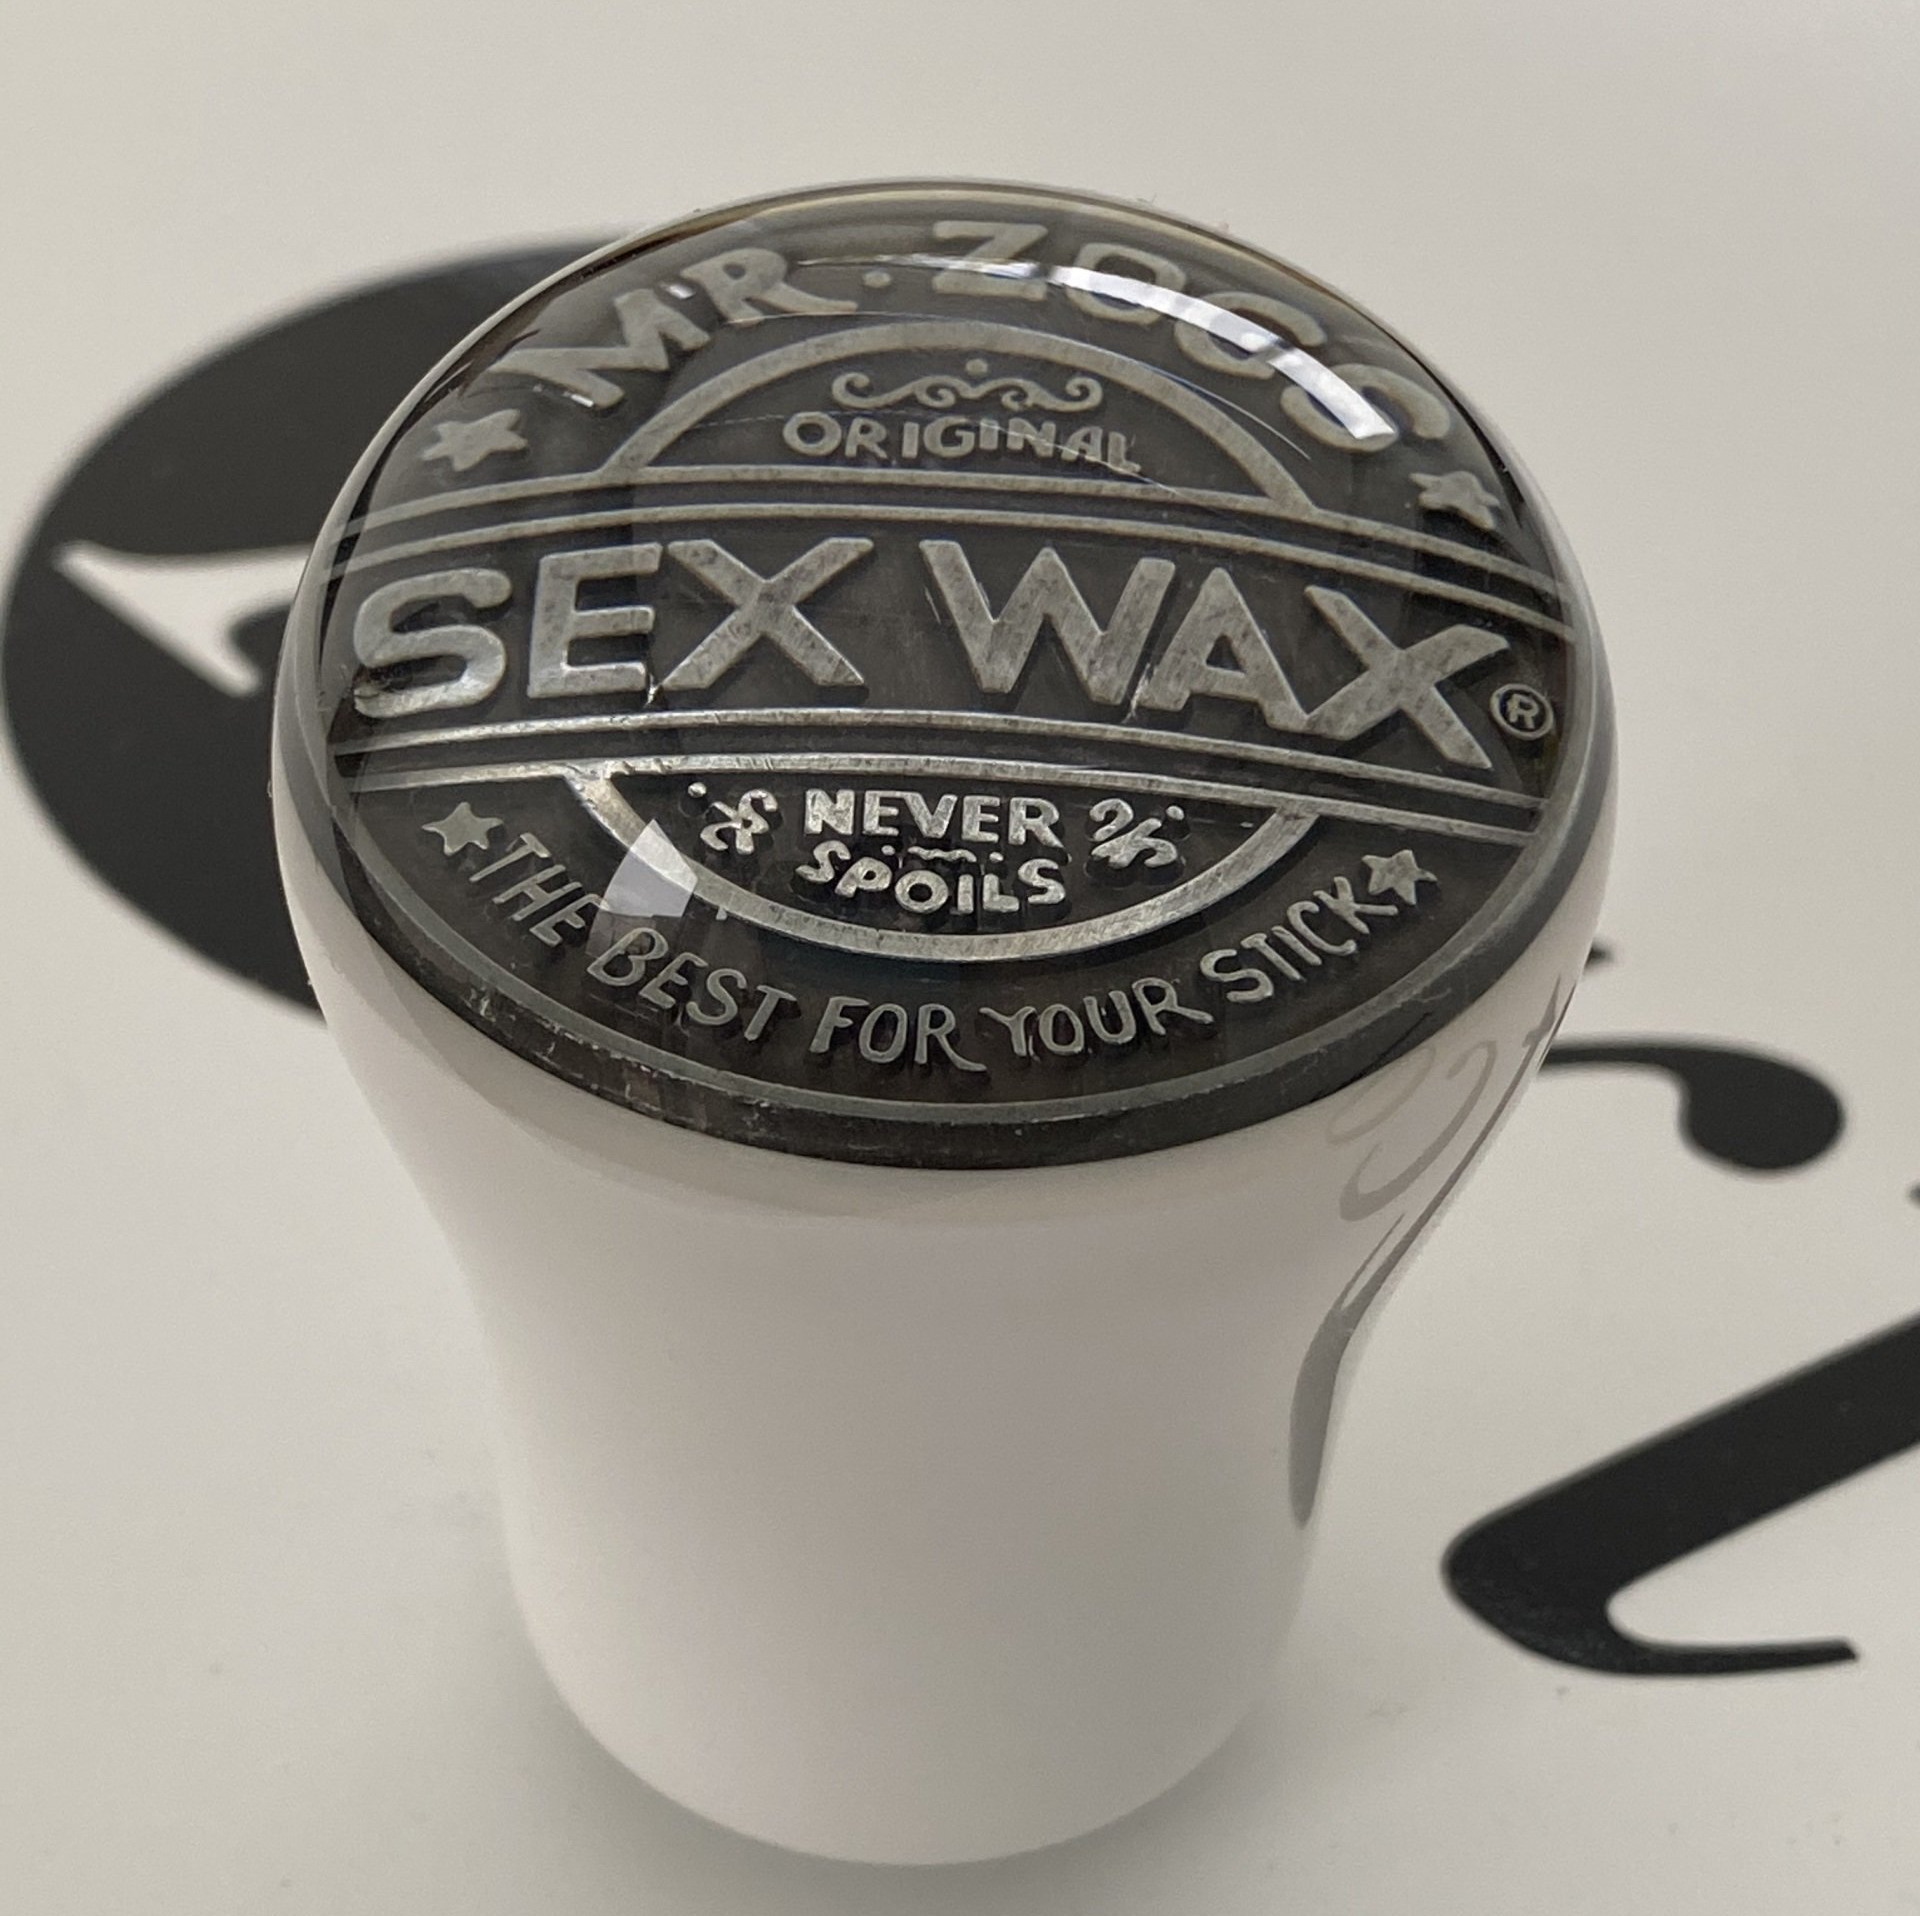 MR. ZOGS
ORIGINAL
SEX WAX®
NEVER
SPOILS
THE BEST FOR YOUR STICK